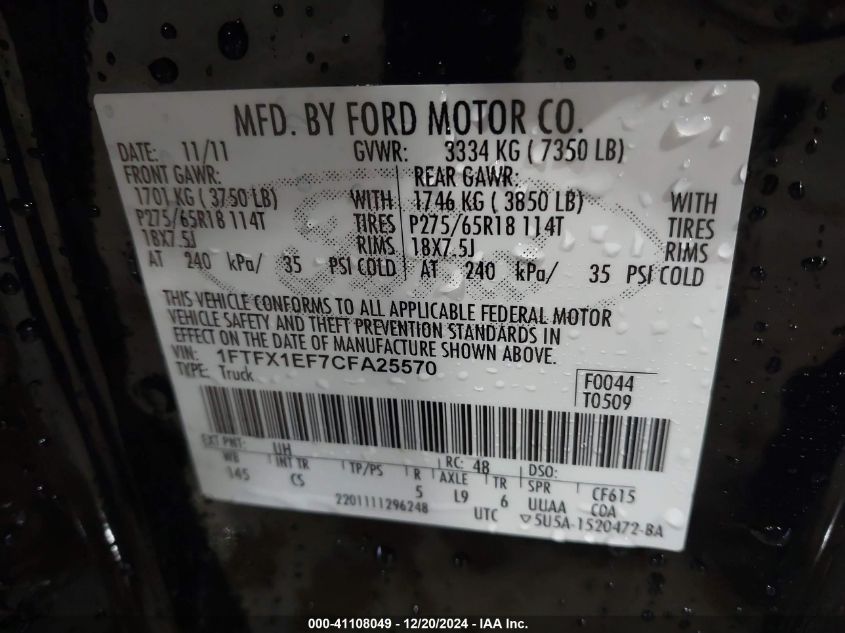 MFD. BY FORD MOTOR CO.
DATE: 11/11 GVWR: 3334 KG ( 7350 LB)
FRONT GAWR: REAR GAWR:
1701 KG ( 3750 LB) WITH 1746 KG ( 3850 LB) WITH
P275/65R18 114T TIRES P275/65R18 114T TIRES
18X7.5J RIMS 18X7.5J RIMS
AT 240 kPa/ 35 PSI COLD AT 240 kPa/ 35 PSI COLD
THIS VEHICLE CONFORMS TO ALL APPLICABLE FEDERAL MOTOR
VEHICLE SAFETY AND THEFT PREVENTION STANDARDS IN
EFFECT ON THE DATE OF MANUFACTURE SHOWN ABOVE.
VIN: 1FTFX1EF7CFA25570
TYPE: Truck
F0044
T0509
EXT PNT: UH RC: 48 DSO:
WB INT TR TP/PS R AXLE TR SPR CF615
145 CS 5 L9 6 UUAA COA
2201111296248 UTC ▽5U5A-1520472-BA
000-41108049 - 12/20/2024 - IAA Inc.